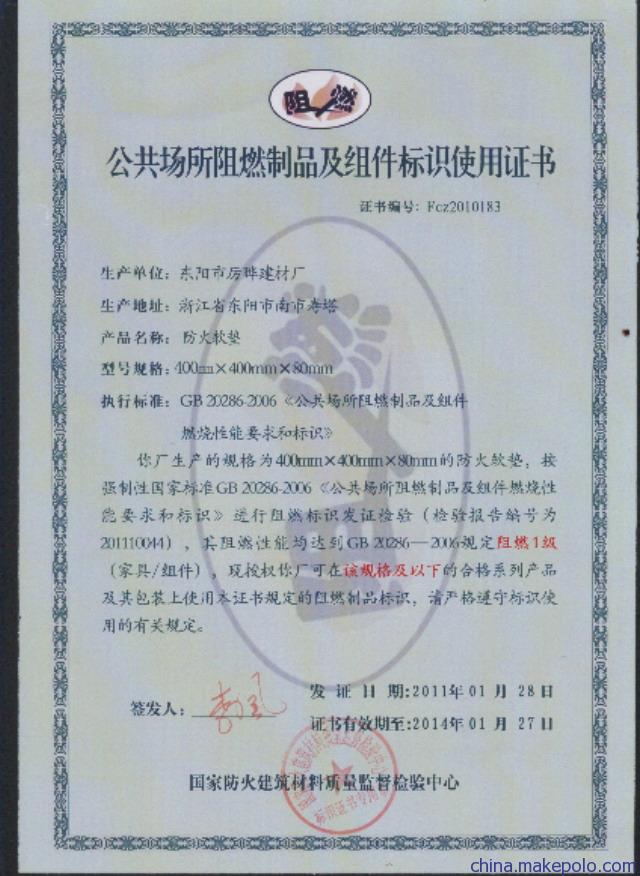 阻燃
公共场所阻燃制品及组件标识使用证书
证书编号：Fcz2010183
生产单位：东阳市厉晔建材厂
生产地址：浙江省东阳市南市寿塔
产品名称：防火软垫
型号规格：400mm×400mm×80mm
执行标准：GB 20286-2006《公共场所阻燃制品及组件
燃烧性能要求和标识》
你厂生产的规格为400mm×400mm×80mm的防火软垫，按
强制性国家标准GB 20286-2006《公共场所阻燃制品及组件燃烧性
能要求和标识》进行阻燃标识发证检验（检验报告编号为
201110044），其阻燃性能均达到GB 20286—2006规定阻燃1级
（家具/组件），现授权你厂可在该规格及以下的合格系列产品
及其包装上使用本证书规定的阻燃制品标识，请严格遵守标识使
用的有关规定。
发证日期：2011年01月28日
签发人：
证书有效期至：2014年01月27日
国家防火建筑材料质量监督检验中心
china.makepolo.com